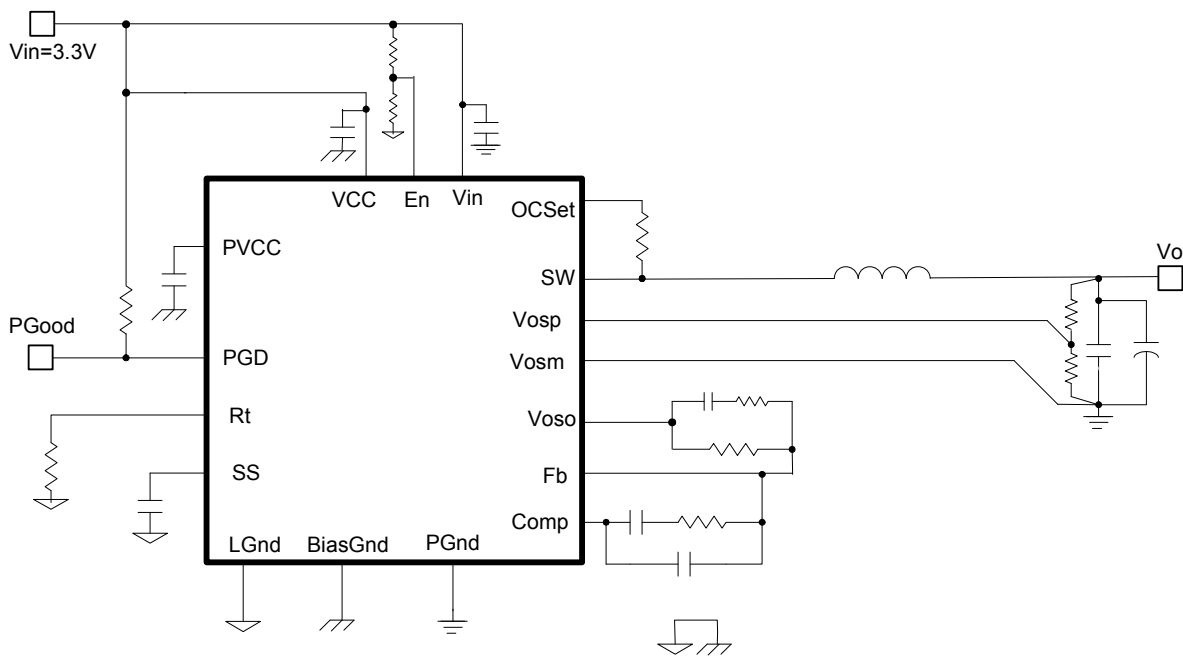 Vin=3.3V
VCC
En
Vin
OCSet
PVCC
SW
Vo
Vosp
PGood
PGD
Vosm
Rt
Voso
SS
Fb
Comp
LGnd
BiasGnd
PGnd